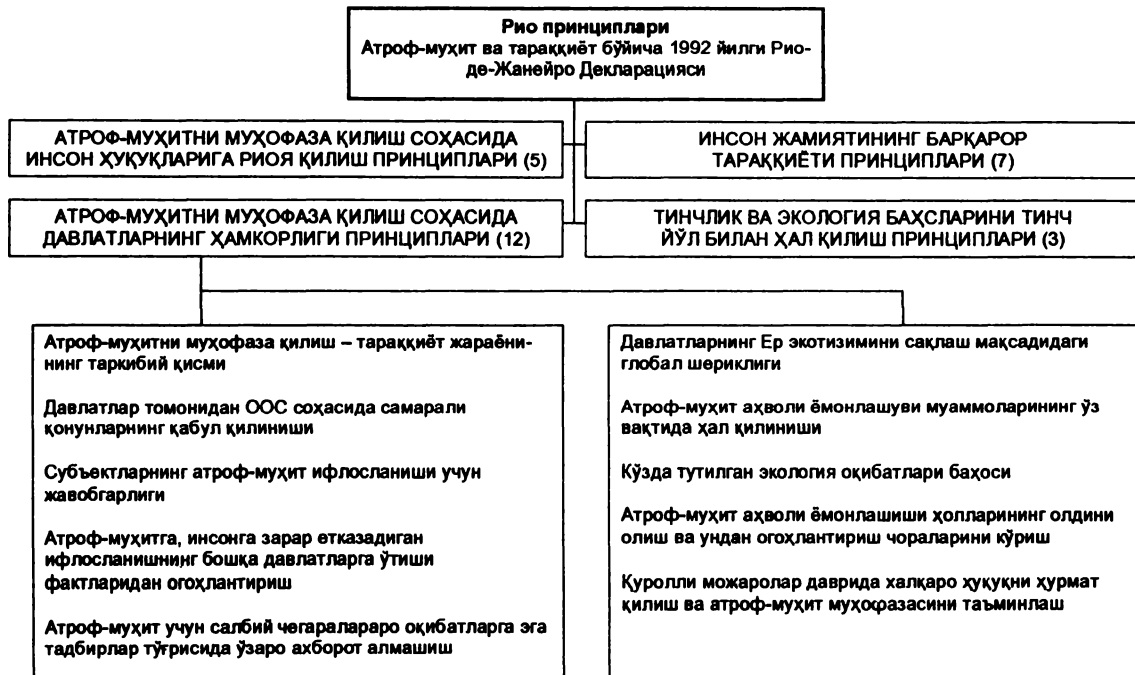 Рио принциплари
Атроф-муҳит ва тараққиёт бўйича 1992 йилги Рио-
де-Жанейро Декларацияси
АТРОФ-МУҲИТНИ МУҲОФАЗА ҚИЛИШ СОҲАСИДА
ИНСОН ҲУҚУҚЛАРИГА РИОЯ ҚИЛИШ ПРИНЦИПЛАРИ (5)
ИНСОН ЖАМИЯТИНИНГ БАРҚАРОР
ТАРАҚҚИЁТИ ПРИНЦИПЛАРИ (7)
АТРОФ-МУҲИТНИ МУҲОФАЗА ҚИЛИШ СОҲАСИДА
ДАВЛАТЛАРНИНГ ҲАМКОРЛИГИ ПРИНЦИПЛАРИ (12)
ТИНЧЛИК ВА ЭКОЛОГИЯ БАҲСЛАРИНИ ТИНЧ
ЙЎЛ БИЛАН ҲАЛ ҚИЛИШ ПРИНЦИПЛАРИ (3)
Атроф-муҳитни муҳофаза қилиш – тараққиёт жараёни-
нинг таркибий қисми
Давлатлар томонидан ООС соҳасида самарали
қонунларнинг қабул қилиниши
Субъектларнинг атроф-муҳит ифлосланиши учун
жавобгарлиги
Атроф-муҳитга, инсонга зарар етказадиган
ифлосланишнинг бошқа давлатларга ўтиши
фактларидан огоҳлантириш
Атроф-муҳит учун салбий чегаралараро оқибатларга эга
тадбирлар тўғрисида ўзаро ахборот алмашиш
Давлатларнинг Ер экотизимини сақлаш мақсадидаги
глобал шериклиги
Атроф-муҳит аҳволи ёмонлашуви муаммоларининг ўз
вақтида ҳал қилиниши
Кўзда тутилган экология оқибатлари баҳоси
Атроф-муҳит аҳволи ёмонлашиши ҳолларининг олдини
олиш ва ундан огоҳлантириш чораларини кўриш
Қуролли можаролар даврида халқаро ҳуқуқни ҳурмат
қилиш ва атроф-муҳит муҳофазасини таъминлаш